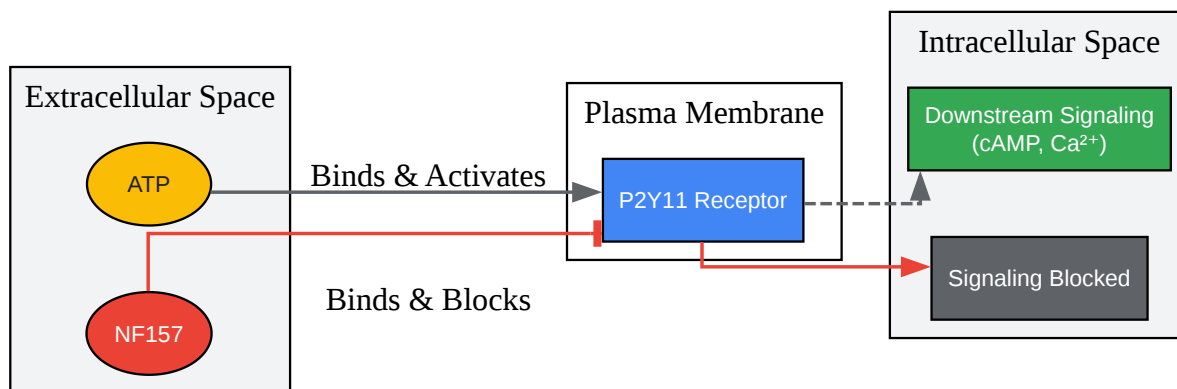 Extracellular Space
ATP
NF157
Binds & Activates
Binds & Blocks
Plasma Membrane
P2Y11 Receptor
Intracellular Space
Downstream Signaling
(cAMP, Ca²⁺)
Signaling Blocked